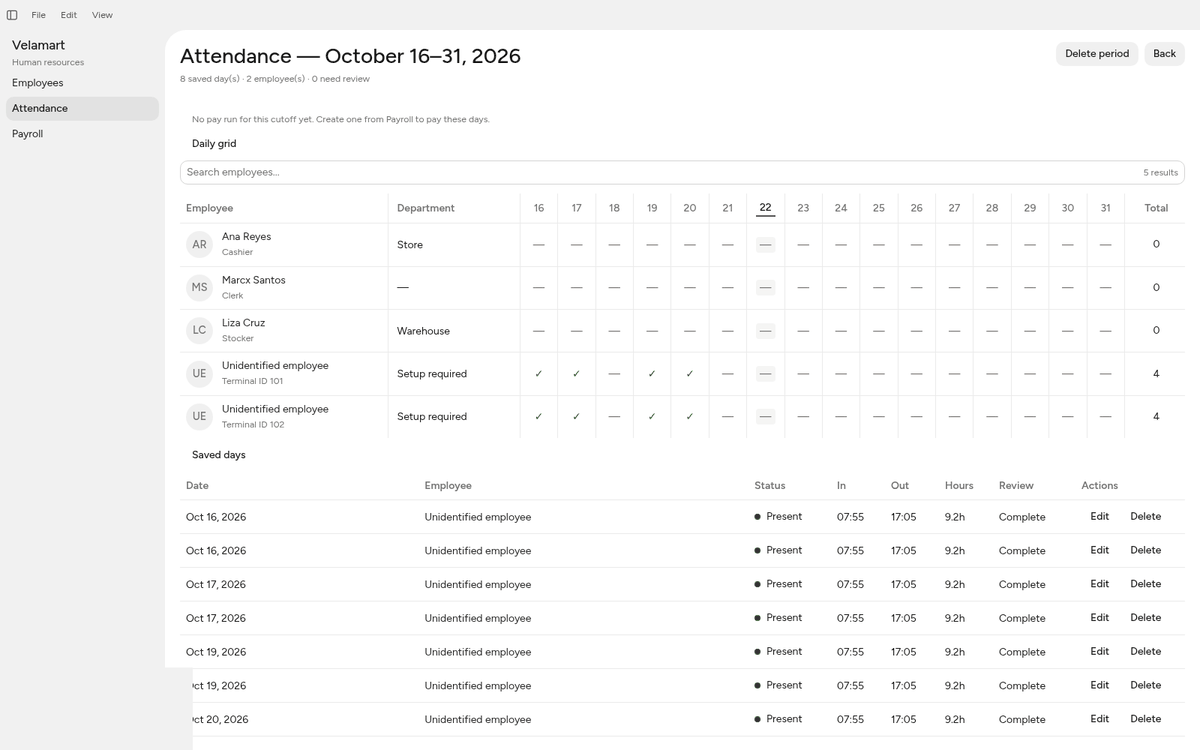 File Edit View
Velamart
Human resources
Employees
Attendance
Payroll
Attendance — October 16–31, 2026
Delete period Back
8 saved day(s) · 2 employee(s) · 0 need review
No pay run for this cutoff yet. Create one from Payroll to pay these days.
Daily grid
Search employees... 5 results
Employee Department 16 17 18 19 20 21 22 23 24 25 26 27 28 29 30 31 Total
AR Ana Reyes Store — — — — — — — — — — — — — — — — 0
Cashier
MS Marcx Santos — — — — — — — — — — — — — — — — — 0
Clerk
LC Liza Cruz Warehouse — — — — — — — — — — — — — — — — 0
Stocker
UE Unidentified employee Setup required ✓ ✓ — ✓ ✓ — — — — — — — — — — — 4
Terminal ID 101
UE Unidentified employee Setup required ✓ ✓ — ✓ ✓ — — — — — — — — — — — 4
Terminal ID 102
Saved days
Date Employee Status In Out Hours Review Actions
Oct 16, 2026 Unidentified employee Present 07:55 17:05 9.2h Complete Edit Delete
Oct 16, 2026 Unidentified employee Present 07:55 17:05 9.2h Complete Edit Delete
Oct 17, 2026 Unidentified employee Present 07:55 17:05 9.2h Complete Edit Delete
Oct 17, 2026 Unidentified employee Present 07:55 17:05 9.2h Complete Edit Delete
Oct 19, 2026 Unidentified employee Present 07:55 17:05 9.2h Complete Edit Delete
ct 19, 2026 Unidentified employee Present 07:55 17:05 9.2h Complete Edit Delete
ct 20, 2026 Unidentified employee Present 07:55 17:05 9.2h Complete Edit Delete